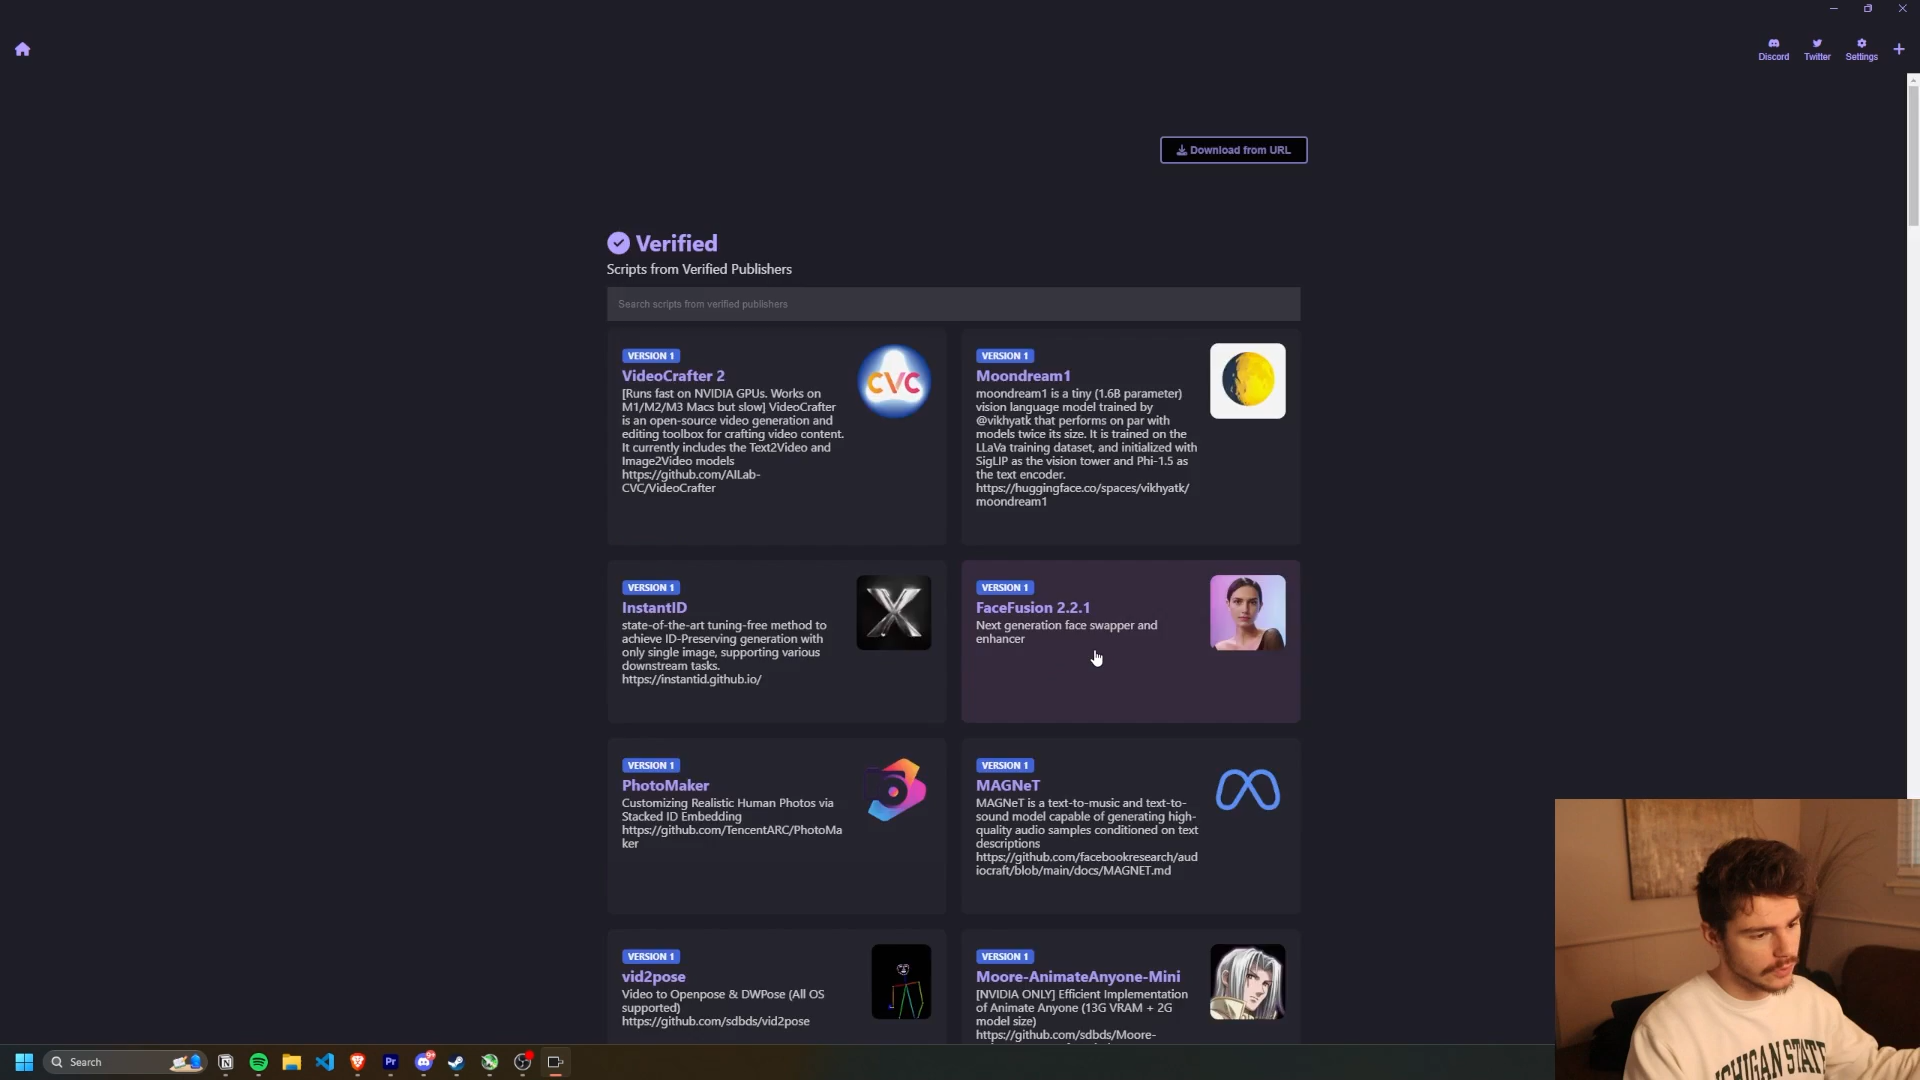 Discord
Twitter
Settings
Download from URL
Verified
Scripts from Verified Publishers
Search scripts from verified publishers
VERSION 1
VideoCrafter 2
[Runs fast on NVIDIA GPUs. Works on
M1/M2/M3 Macs but slow] VideoCrafter
is an open-source video generation and
editing toolbox for crafting video content.
It currently includes the Text2Video and
Image2Video models
https://github.com/AILab-
CVC/VideoCrafter
CVC
VERSION 1
Moondream1
moondream1 is a tiny (1.6B parameter)
vision language model trained by
@vikhyatk that performs on par with
models twice its size. It is trained on the
LLaVa training dataset, and initialized with
SigLIP as the vision tower and Phi-1.5 as
the text encoder.
https://huggingface.co/spaces/vikhyatk/
moondream1
VERSION 1
InstantID
state-of-the-art tuning-free method to
achieve ID-Preserving generation with
only single image, supporting various
downstream tasks.
https://instantid.github.io/
X
VERSION 1
FaceFusion 2.2.1
Next generation face swapper and
enhancer
VERSION 1
PhotoMaker
Customizing Realistic Human Photos via
Stacked ID Embedding
https://github.com/TencentARC/PhotoMa
ker
VERSION 1
MAGNeT
MAGNeT is a text-to-music and text-to-
sound model capable of generating high-
quality audio samples conditioned on text
descriptions
https://github.com/facebookresearch/aud
iocraft/blob/main/docs/MAGNET.md
VERSION 1
vid2pose
Video to Openpose & DWPose (All OS
supported)
https://github.com/sdbds/vid2pose
VERSION 1
Moore-AnimateAnyone-Mini
[NVIDIA ONLY] Efficient Implementation
of Animate Anyone (13G VRAM + 2G
model size)
https://github.com/sdbds/Moore-
Search
Pr
ICHIGAN STATE